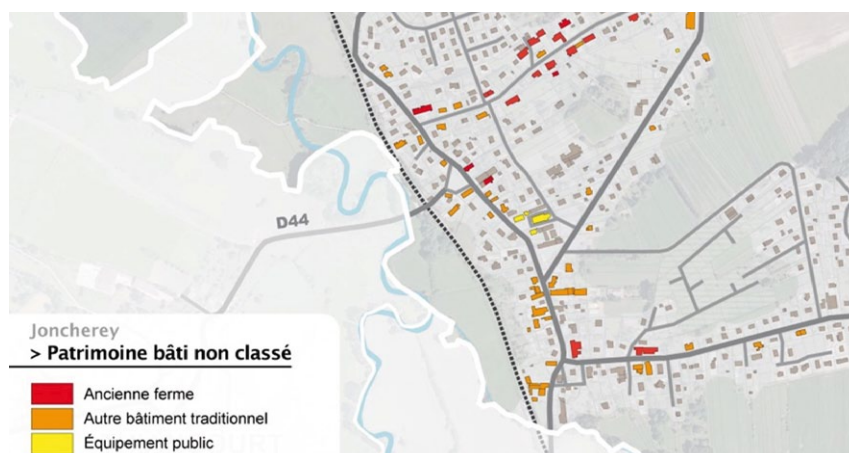 D44
Joncherey
> Patrimoine bâti non classé
Ancienne ferme
Autre bâtiment traditionnel
Équipement public